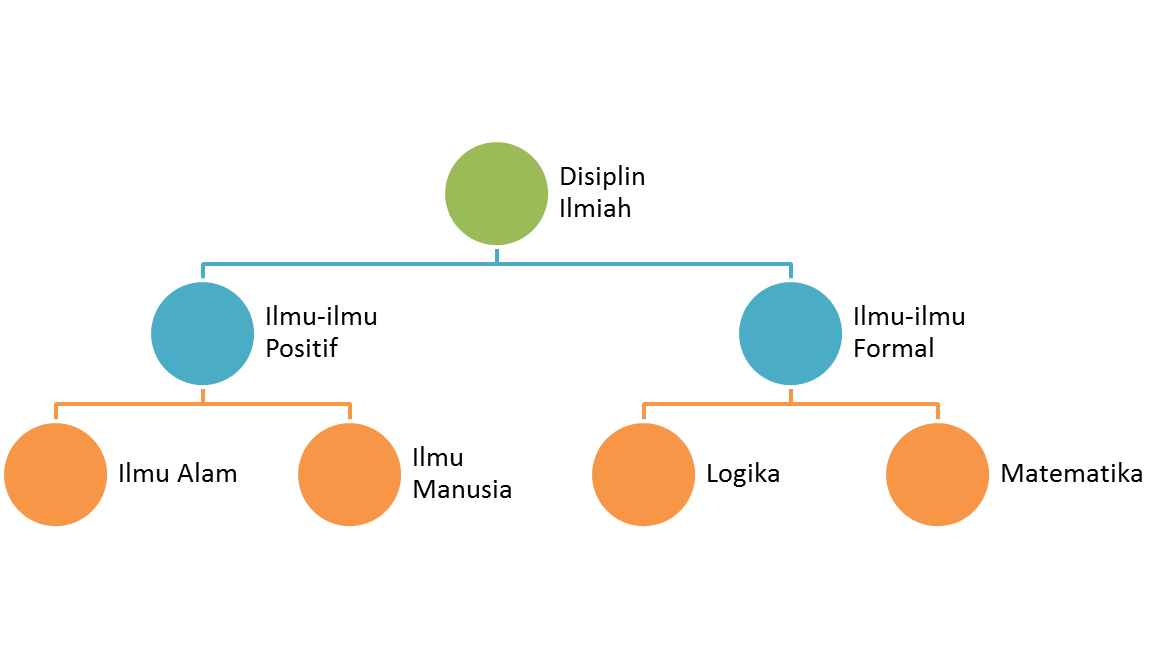 Disiplin
Ilmiah
Ilmu-ilmu
Positif
Ilmu-ilmu
Formal
Ilmu Alam
Ilmu
Manusia
Logika
Matematika